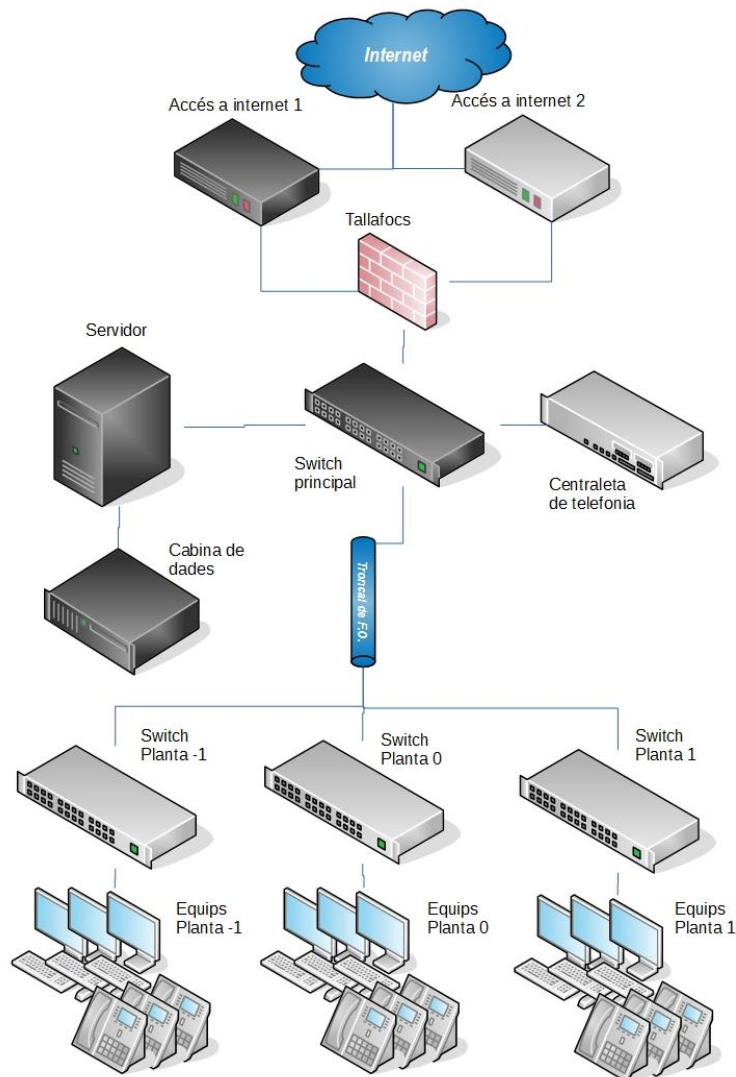 Internet
Accés a internet 1
Accés a internet 2
Tallafocs
Servidor
Switch
principal
Centraleta
de telefonia
Cabina de
dades
Troncal de F.O.
Switch
Planta -1
Switch
Planta 0
Switch
Planta 1
Equips
Planta -1
Equips
Planta 0
Equips
Planta 1